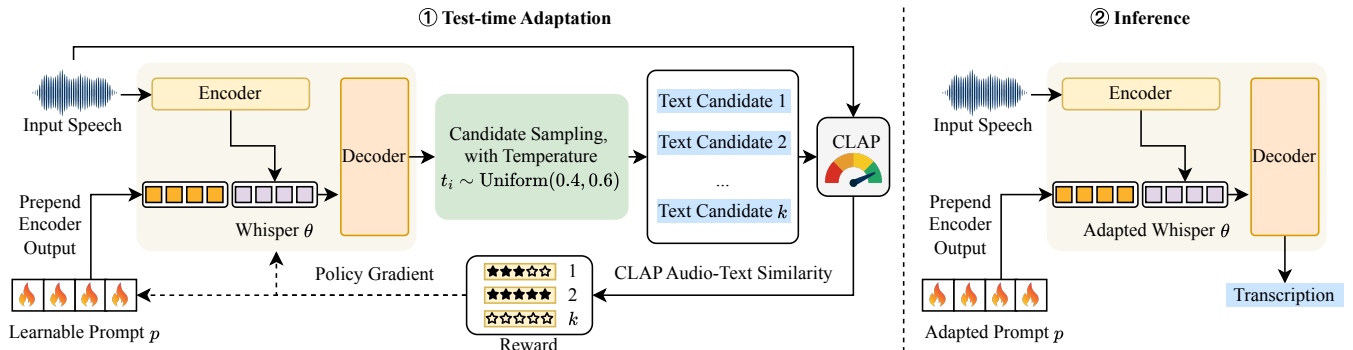 ① Test-time Adaptation
Input Speech
Encoder
Decoder
Prepend
Encoder
Output
Whisper θ
Learnable Prompt p
Candidate Sampling,
with Temperature
t_i ∼ Uniform(0.4, 0.6)
Text Candidate 1
Text Candidate 2
...
Text Candidate k
CLAP
CLAP Audio-Text Similarity
1
2
k
Reward
Policy Gradient
② Inference
Input Speech
Encoder
Decoder
Prepend
Encoder
Output
Adapted Whisper θ
Adapted Prompt p
Transcription